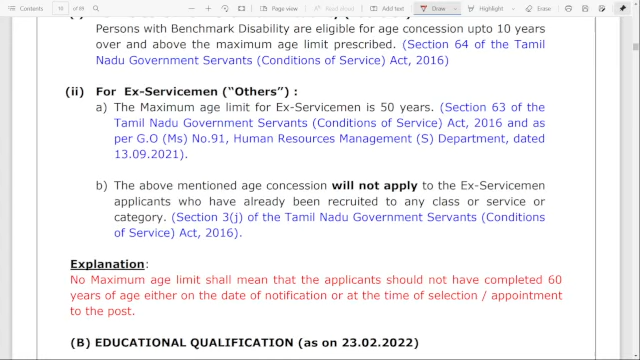 10 of 89
Read aloud
Draw
Highlight
Persons with Benchmark Disability are eligible for age concession upto 10 years
over and above the maximum age limit prescribed. (Section 64 of the Tamil
Nadu Government Servants (Conditions of Service) Act, 2016)
(ii) For Ex-Servicemen (“Others”) :
a) The Maximum age limit for Ex-Servicemen is 50 years. (Section 63 of the
Tamil Nadu Government Servants (Conditions of Service) Act, 2016 and as
per G.O (Ms) No.91, Human Resources Management (S) Department, dated
13.09.2021).
b) The above mentioned age concession will not apply to the Ex-Servicemen
applicants who have already been recruited to any class or service or
category. (Section 3(j) of the Tamil Nadu Government Servants (Conditions
of Service) Act, 2016).
Explanation:
No Maximum age limit shall mean that the applicants should not have completed 60
years of age either on the date of notification or at the time of selection / appointment
to the post.
(B) EDUCATIONAL QUALIFICATION (as on 23.02.2022)